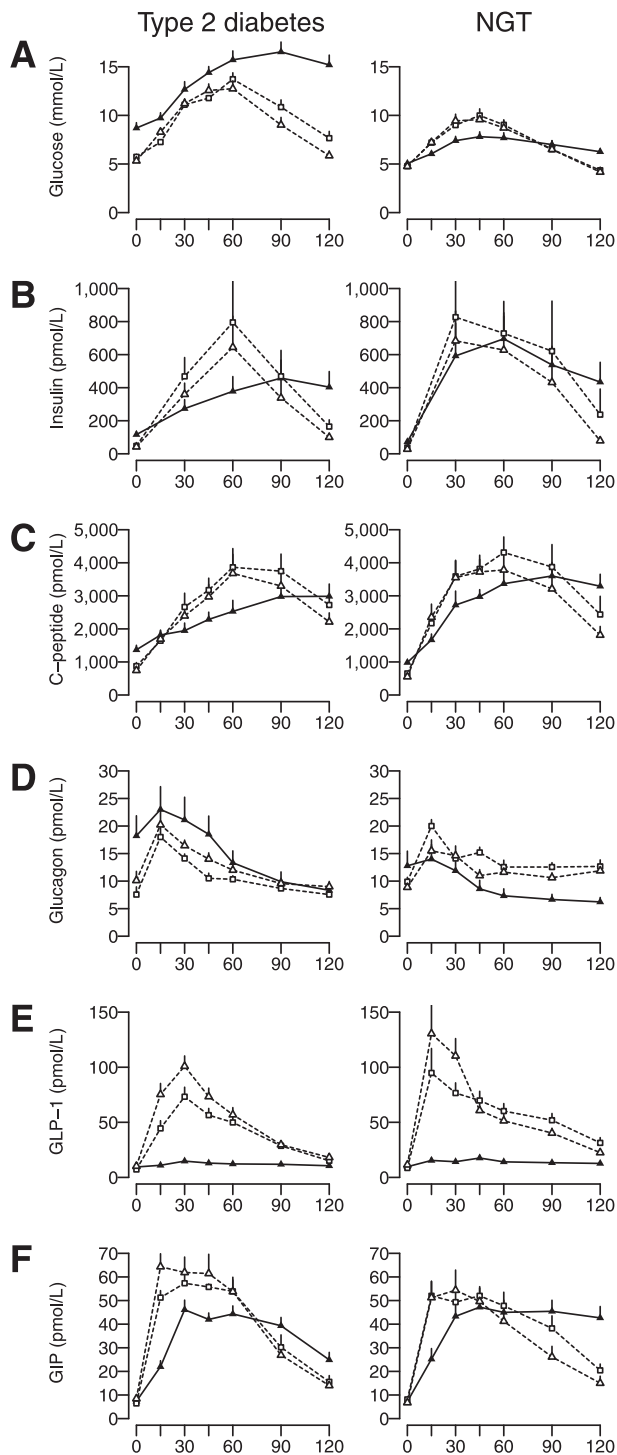 Type 2 diabetes NGT
A
Glucose (mmol/L)
15 15
10 10
5 5
0 0
0 30 60 90 120 0 30 60 90 120
B
Insulin (pmol/L)
1,000 1,000
800 800
600 600
400 400
200 200
0 0
0 30 60 90 120 0 30 60 90 120
C
C-peptide (pmol/L)
5,000 5,000
4,000 4,000
3,000 3,000
2,000 2,000
1,000 1,000
0 0
0 30 60 90 120 0 30 60 90 120
D
Glucagon (pmol/L)
30 30
25 25
20 20
15 15
10 10
5 5
0 0
0 30 60 90 120 0 30 60 90 120
E
GLP-1 (pmol/L)
150 150
100 100
50 50
0 0
0 30 60 90 120 0 30 60 90 120
F
GIP (pmol/L)
70 70
60 60
50 50
40 40
30 30
20 20
10 10
0 0
0 30 60 90 120 0 30 60 90 120